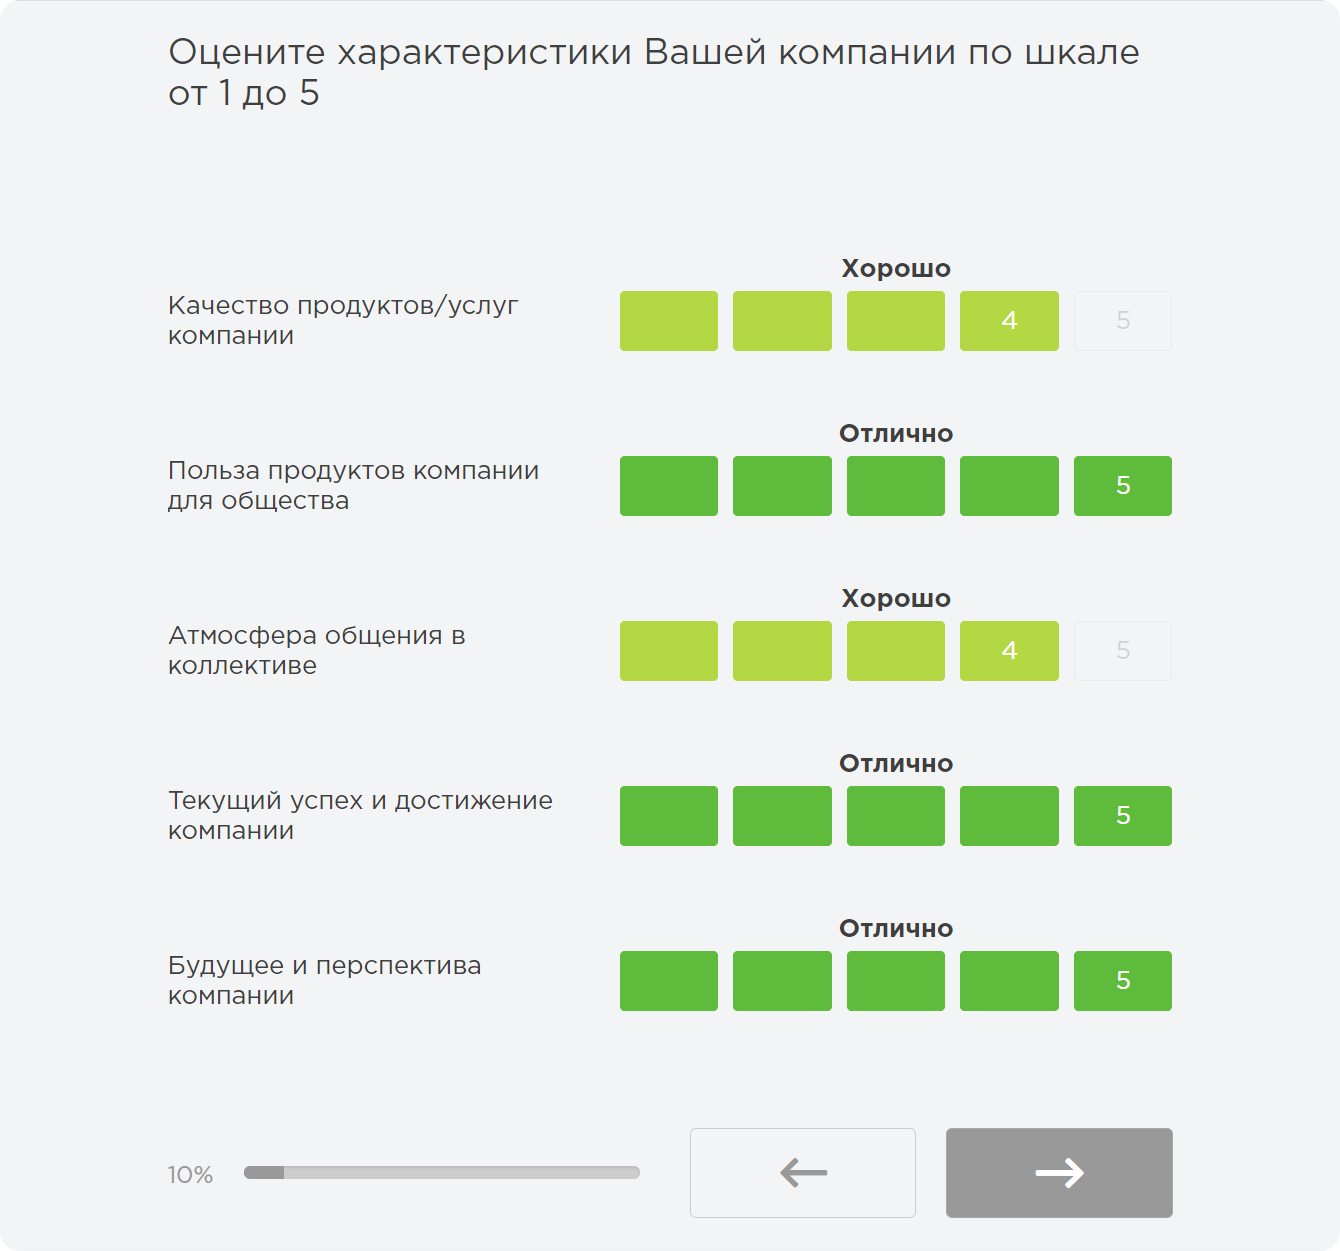 Оцените характеристики Вашей компании по шкале
от 1 до 5
Хорошо
Качество продуктов/услуг
компании
4
5
Отлично
Польза продуктов компании
для общества
5
Хорошо
Атмосфера общения в
коллективе
4
5
Отлично
Текущий успех и достижение
компании
5
Отлично
Будущее и перспектива
компании
5
10%